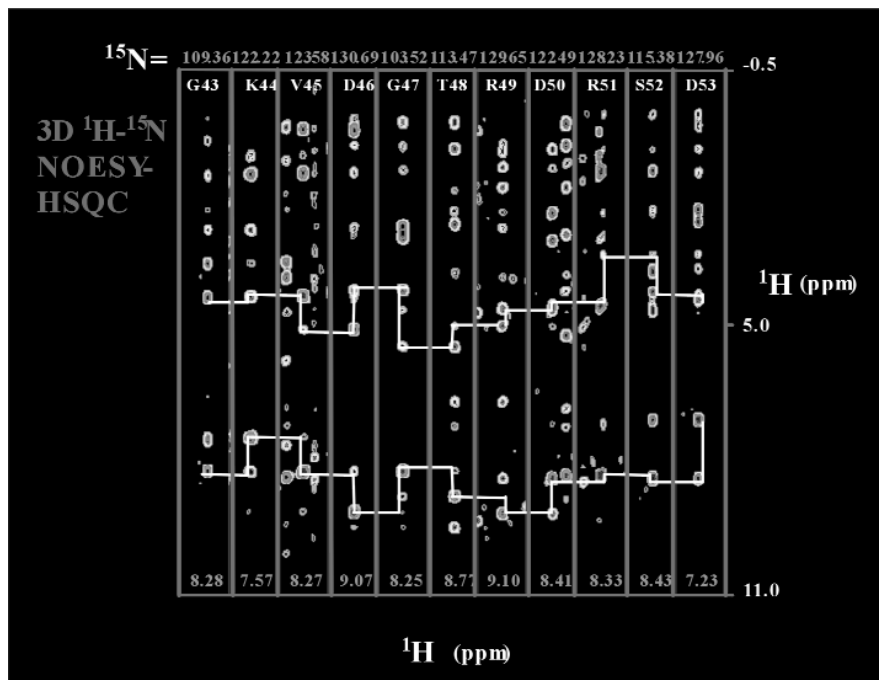 ¹⁵N= 109.36 122.22 123.58 130.69 103.52 113.47 129.65 122.49 128.23 115.38 127.96
-0.5
G43 K44 V45 D46 G47 T48 R49 D50 R51 S52 D53
3D ¹H-¹⁵N
NOESY-
HSQC
¹H (ppm)
5.0
8.28 7.57 8.27 9.07 8.25 8.77 9.10 8.41 8.33 8.43 7.23
11.0
¹H (ppm)